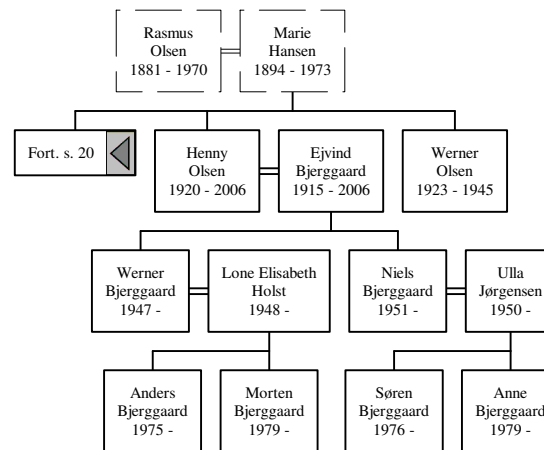 Rasmus
Olsen
1881 - 1970
Marie
Hansen
1894 - 1973
Fort. s. 20
Henny
Olsen
1920 - 2006
Ejvind
Bjerggaard
1915 - 2006
Werner
Olsen
1923 - 1945
Werner
Bjerggaard
1947 -
Lone Elisabeth
Holst
1948 -
Niels
Bjerggaard
1951 -
Ulla
Jørgensen
1950 -
Anders
Bjerggaard
1975 -
Morten
Bjerggaard
1979 -
Søren
Bjerggaard
1976 -
Anne
Bjerggaard
1979 -